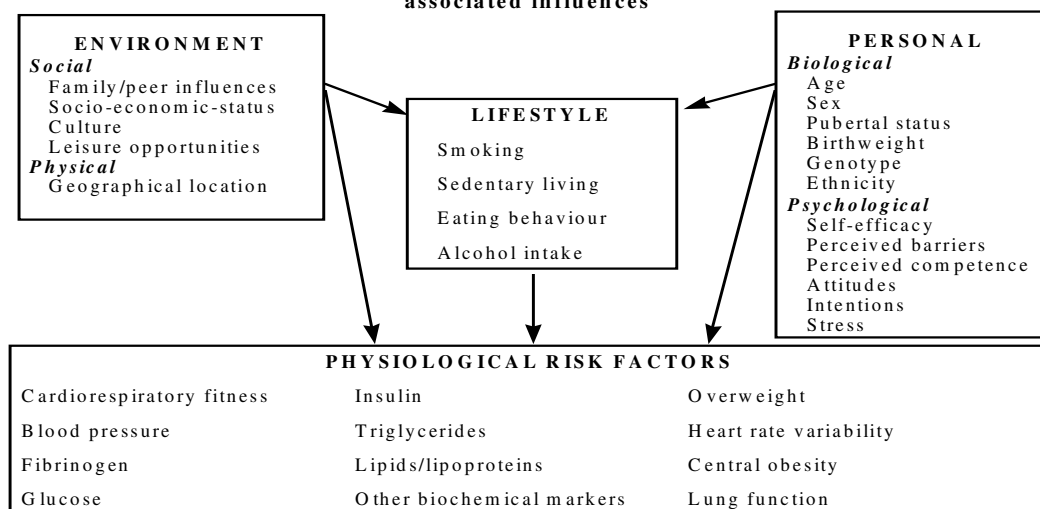 associated influences
ENVIRONMENT
Social
Family/peer influences
Socio-economic-status
Culture
Leisure opportunities
Physical
Geographical location
LIFESTYLE
Smoking
Sedentary living
Eating behaviour
Alcohol intake
PERSONAL
Biological
Age
Sex
Pubertal status
Birthweight
Genotype
Ethnicity
Psychological
Self-efficacy
Perceived barriers
Perceived competence
Attitudes
Intentions
Stress
PHYSIOLOGICAL RISK FACTORS
Cardiorespiratory fitness Insulin Overweight
Blood pressure Triglycerides Heart rate variability
Fibrinogen Lipids/lipoproteins Central obesity
Glucose Other biochemical markers Lung function